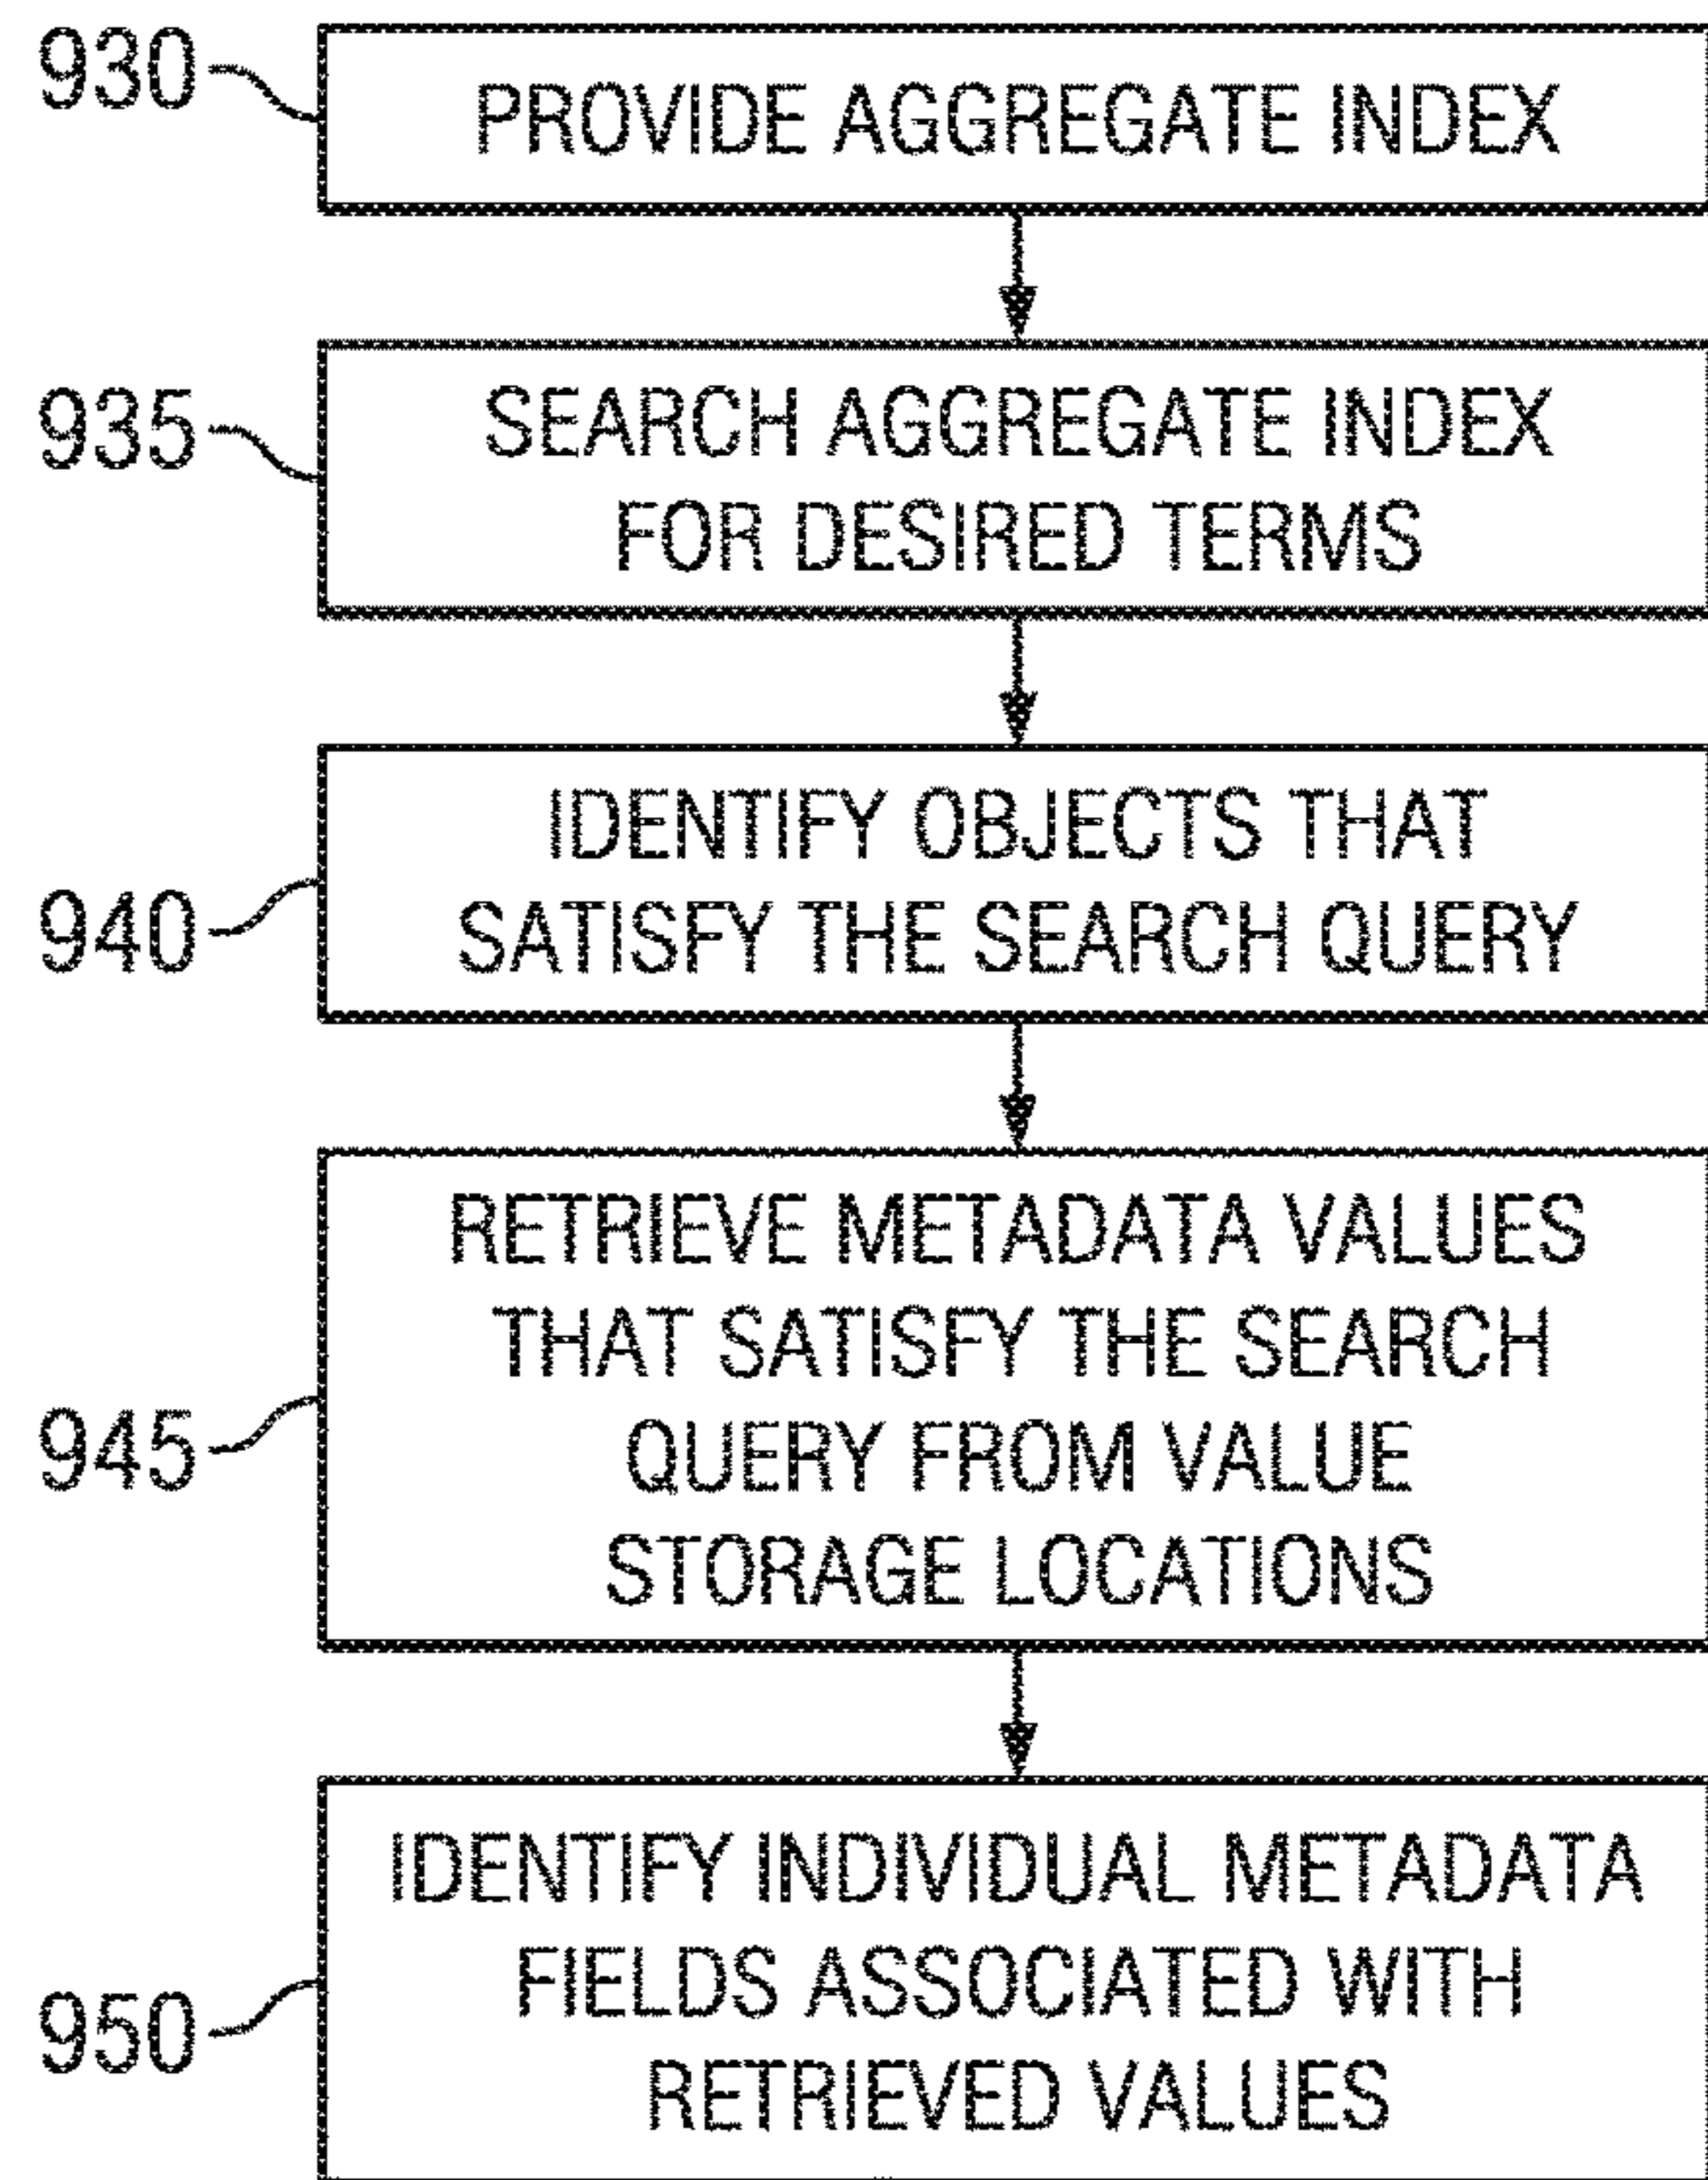 930
PROVIDE AGGREGATE INDEX
935
SEARCH AGGREGATE INDEX
FOR DESIRED TERMS
940
IDENTIFY OBJECTS THAT
SATISFY THE SEARCH QUERY
945
RETRIEVE METADATA VALUES
THAT SATISFY THE SEARCH
QUERY FROM VALUE
STORAGE LOCATIONS
950
IDENTIFY INDIVIDUAL METADATA
FIELDS ASSOCIATED WITH
RETRIEVED VALUES